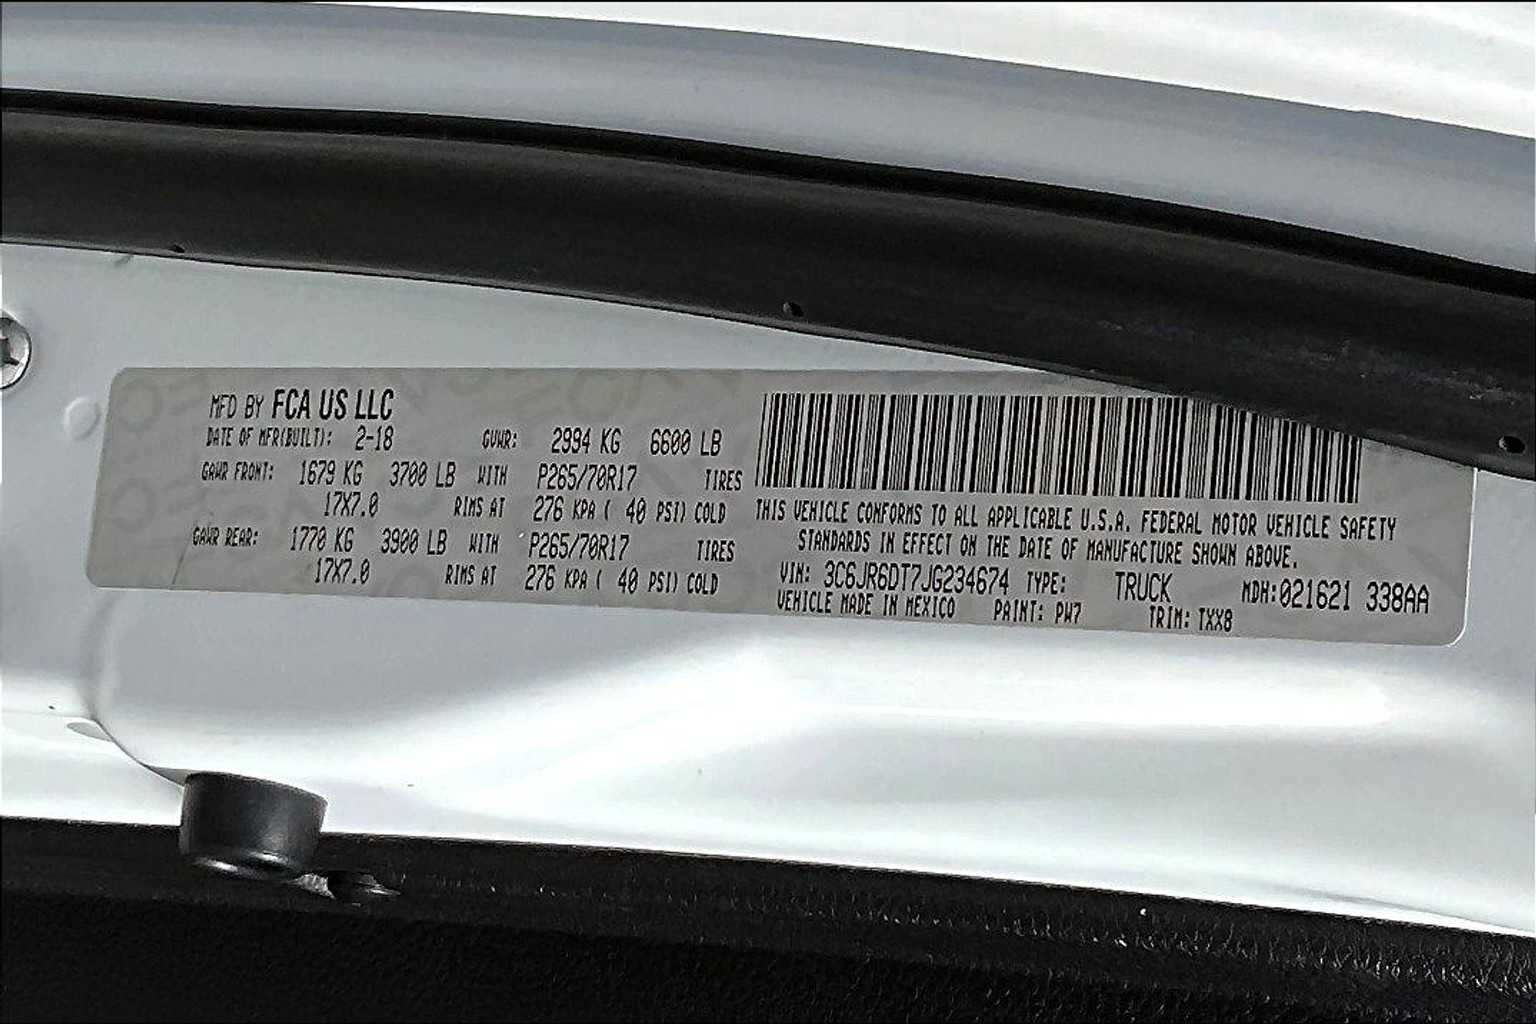 MFD BY FCA US LLC
DATE OF MFR(BUILT): 2-18 GVWR: 2994 KG 6600 LB
GAWR FRONT: 1679 KG 3700 LB WITH P265/70R17 TIRES
17X7.0 RIMS AT 276 KPA ( 40 PSI) COLD
GAWR REAR: 1770 KG 3900 LB WITH P265/70R17 TIRES
17X7.0 RIMS AT 276 KPA ( 40 PSI) COLD
THIS VEHICLE CONFORMS TO ALL APPLICABLE U.S.A. FEDERAL MOTOR VEHICLE SAFETY
STANDARDS IN EFFECT ON THE DATE OF MANUFACTURE SHOWN ABOVE.
VIN: 3C6JR6DT7JG234674 TYPE: TRUCK MDH: 021621 338AA
VEHICLE MADE IN MEXICO PAINT: PW7 TRIM: TXX8